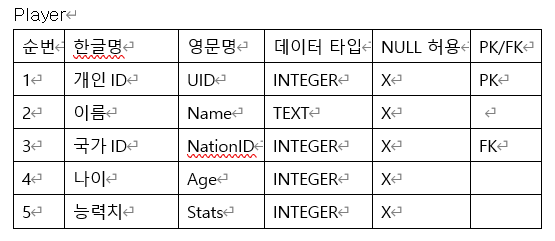 Player
순번 한글명 영문명 데이터 타입 NULL 허용 PK/FK
1 개인 ID UID INTEGER X PK
2 이름 Name TEXT X
3 국가 ID NationID INTEGER X FK
4 나이 Age INTEGER X
5 능력치 Stats INTEGER X